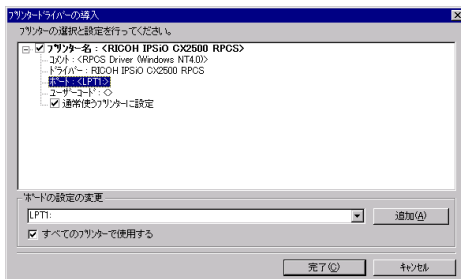 プリンタードライバーの導入
プリンターの選択と設定を行ってください。
プリンター名 : <RICOH IPSiO CX2500 RPCS>
コメント : <RPCS Driver (Windows NT4.0)>
ドライバー : RICOH IPSiO CX2500 RPCS
ポート : <LPT1:>
ユーザーコード : <>
通常使うプリンターに設定
'ポート'の設定の変更
LPT1:
追加(A)
すべてのプリンターで使用する
完了(O)
キャンセル